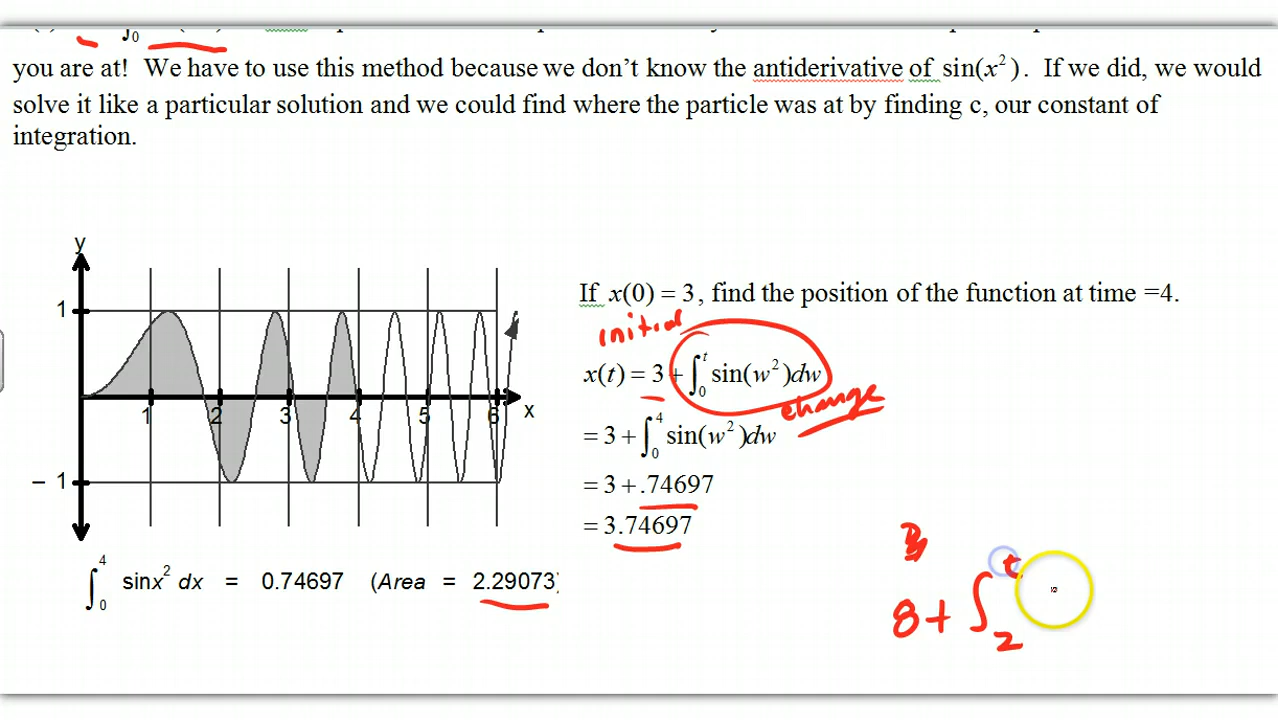 you are at!  We have to use this method because we don’t know the antiderivative of sin(x²).  If we did, we would
solve it like a particular solution and we could find where the particle was at by finding c, our constant of
integration.
y
1
1 2 3 4 5 6 x
– 1
∫₀⁴ sinx² dx = 0.74697 (Area = 2.29073)
If x(0) = 3, find the position of the function at time =4.
initial
x(t) = 3 + ∫₀ᵗ sin(w²)dw
change
= 3 + ∫₀⁴ sin(w²)dw
= 3 + .74697
= 3.74697
8 + ∫₂ᵗ